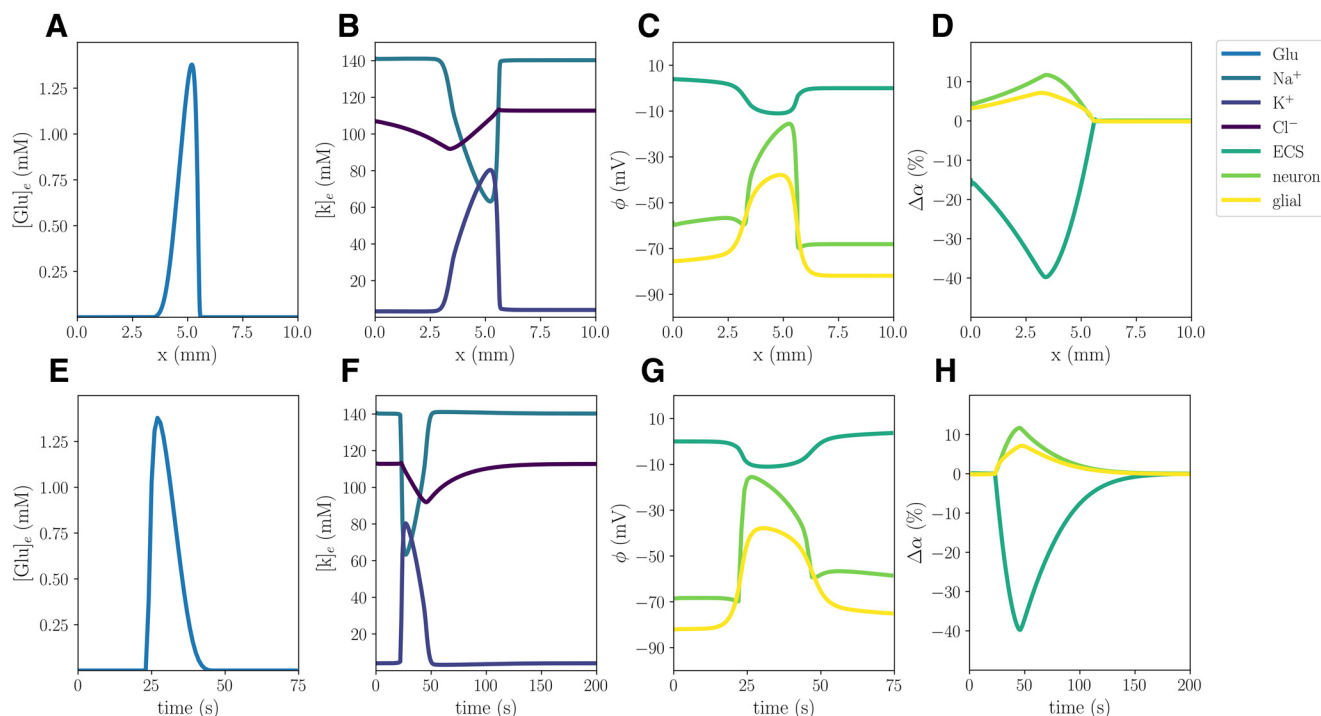 A
B
C
D
[Glu]e (mM)
1.25
1.00
0.75
0.50
0.25
0.0
2.5
5.0
7.5
10.0
x (mm)
[k]e (mM)
140
120
100
80
60
40
20
0.0
2.5
5.0
7.5
10.0
x (mm)
ϕ (mV)
10
−10
−30
−50
−70
−90
0.0
2.5
5.0
7.5
10.0
x (mm)
Δα (%)
10
0
−10
−20
−30
−40
0.0
2.5
5.0
7.5
10.0
x (mm)
Glu
Na⁺
K⁺
Cl⁻
ECS
neuron
glial
E
F
G
H
[Glu]e (mM)
1.25
1.00
0.75
0.50
0.25
0
25
50
75
time (s)
[k]e (mM)
140
120
100
80
60
40
20
0
50
100
150
200
time (s)
ϕ (mV)
10
−10
−30
−50
−70
−90
0
25
50
75
time (s)
Δα (%)
10
0
−10
−20
−30
−40
0
50
100
150
200
time (s)